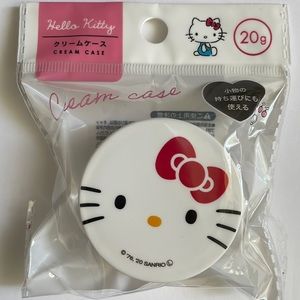 Hello Kitty
クリームケース
CREAM CASE
20g
Cream case
小物の
持ち運びにも
使える
© '76, '20 SANRIO Ⓛ